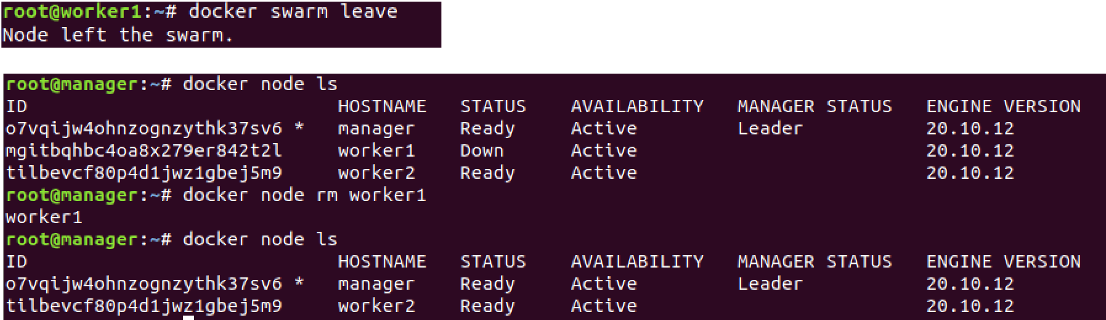 root@worker1:~# docker swarm leave
Node left the swarm.
root@manager:~# docker node ls
ID HOSTNAME STATUS AVAILABILITY MANAGER STATUS ENGINE VERSION
o7vqijw4ohnzognzythk37sv6 * manager Ready Active Leader 20.10.12
mgitbqhbc4oa8x279er842t2l worker1 Down Active 20.10.12
tilbevcf80p4d1jwz1gbej5m9 worker2 Ready Active 20.10.12
root@manager:~# docker node rm worker1
worker1
root@manager:~# docker node ls
ID HOSTNAME STATUS AVAILABILITY MANAGER STATUS ENGINE VERSION
o7vqijw4ohnzognzythk37sv6 * manager Ready Active Leader 20.10.12
tilbevcf80p4d1jwz1gbej5m9 worker2 Ready Active 20.10.12